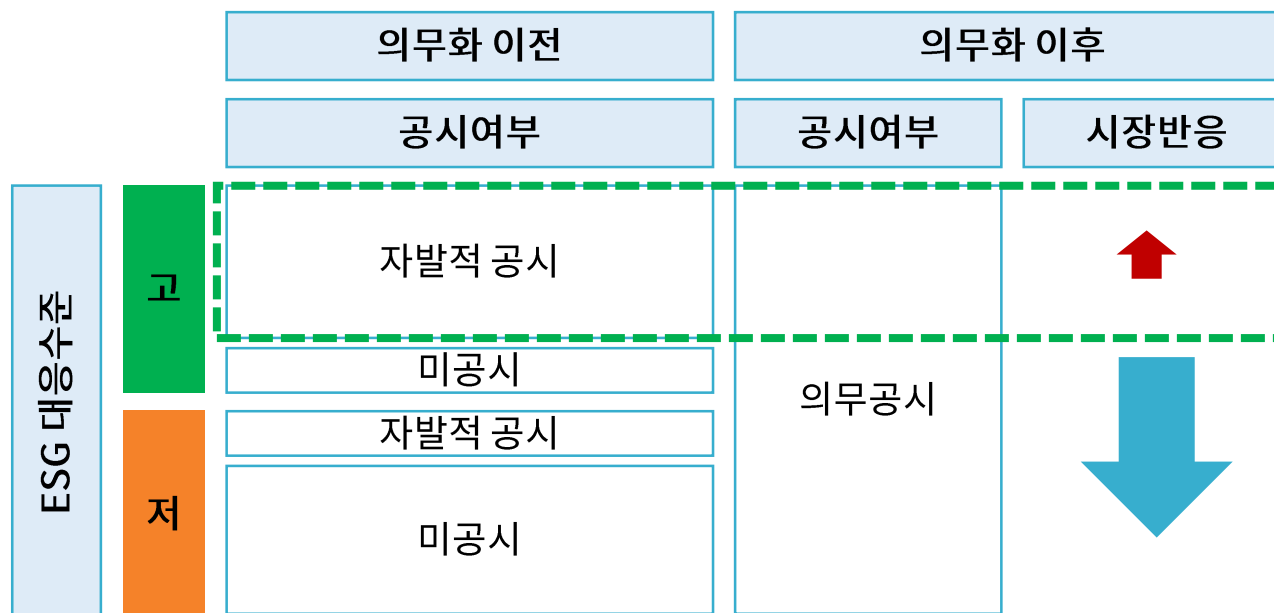 의무화 이전
의무화 이후
공시여부
공시여부
시장반응
ESG 대응수준
고
자발적 공시
미공시
저
자발적 공시
미공시
의무공시